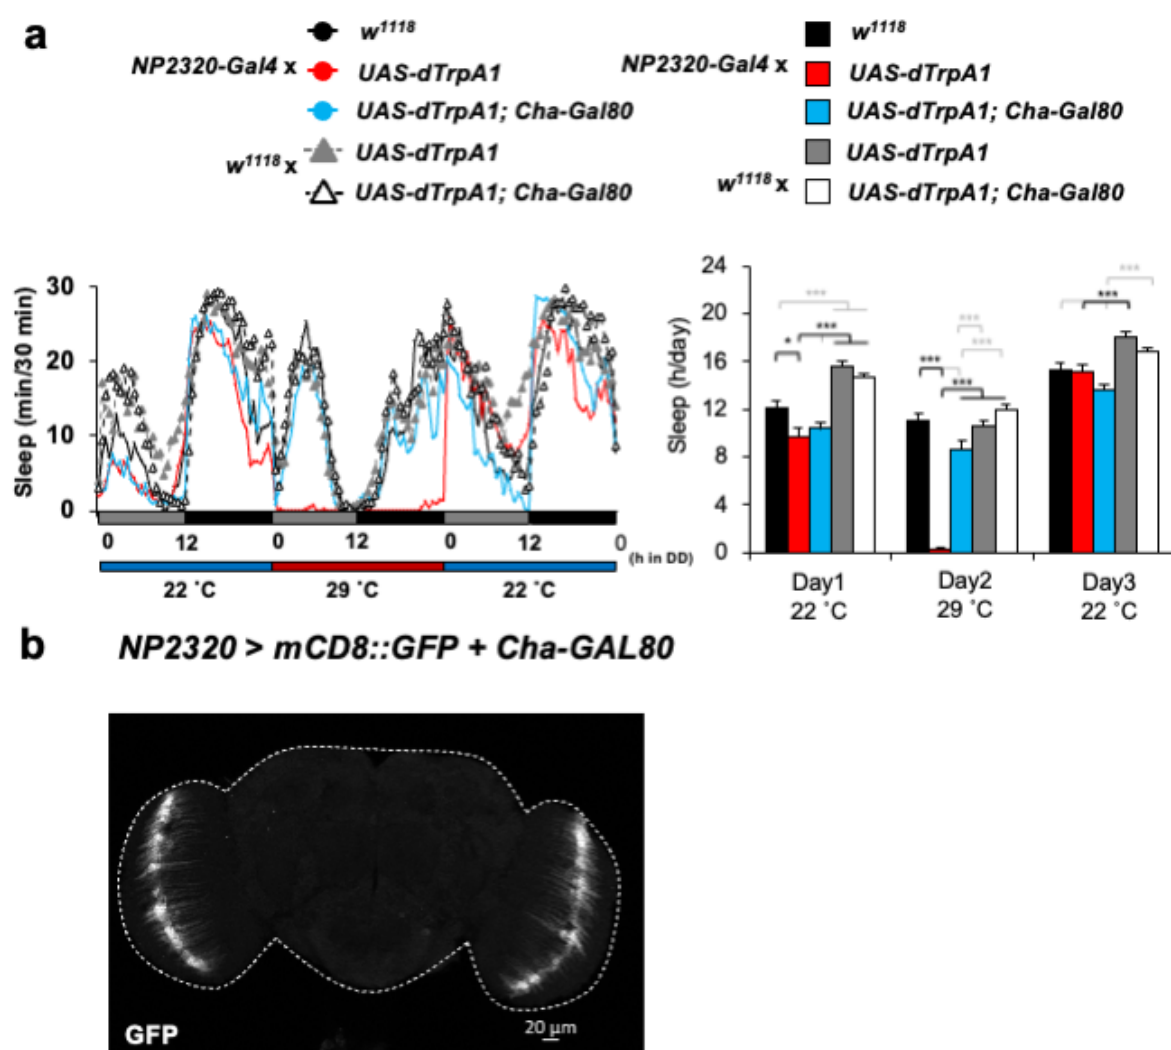 a
w1118
NP2320-Gal4 x
UAS-dTrpA1
UAS-dTrpA1; Cha-Gal80
w1118 x
UAS-dTrpA1
UAS-dTrpA1; Cha-Gal80
w1118
NP2320-Gal4 x
UAS-dTrpA1
UAS-dTrpA1; Cha-Gal80
UAS-dTrpA1
w1118 x
UAS-dTrpA1; Cha-Gal80
Sleep (min/30 min)
30
20
10
0
0 12 0 12 0 12 0
(h in DD)
22 ˚C 29 ˚C 22 ˚C
Sleep (h/day)
24
20
16
12
8
4
0
*** *** ***
*** ***
* *** *** ***
Day1 Day2 Day3
22 ˚C 29 ˚C 22 ˚C
b NP2320 > mCD8::GFP + Cha-GAL80
GFP
20 µm